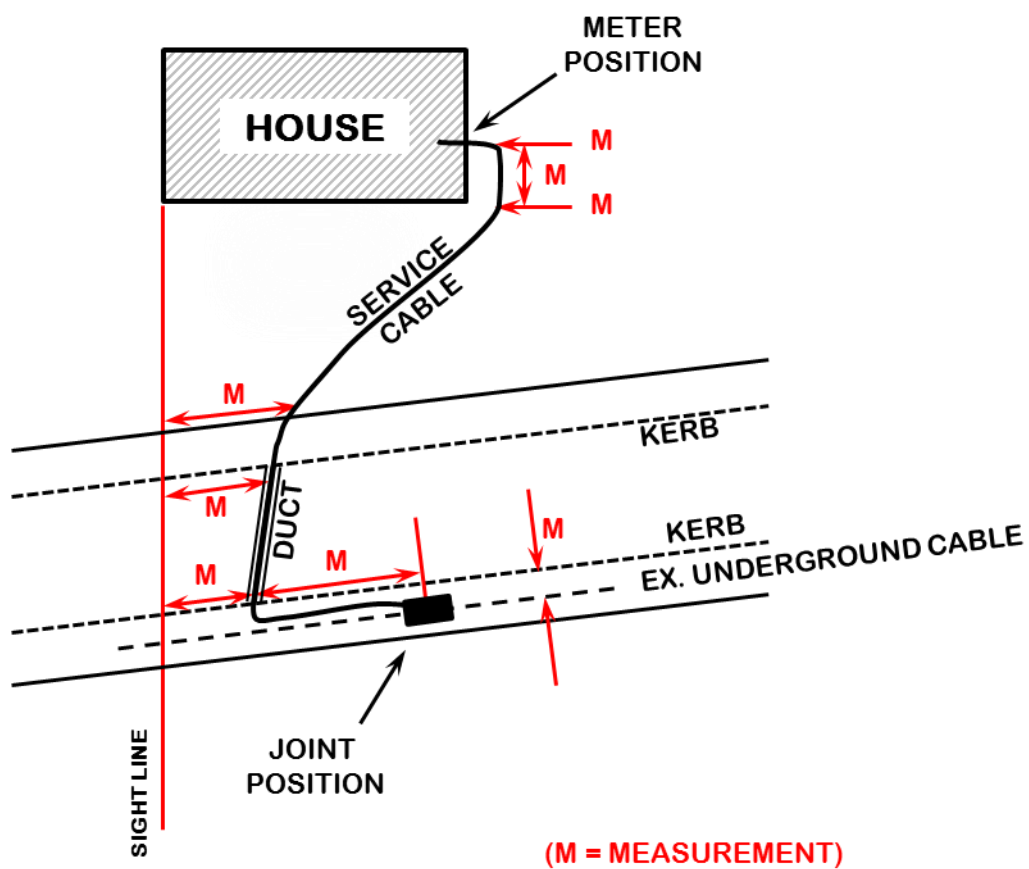 METER
POSITION
HOUSE
M
M
M
SERVICE
CABLE
M
KERB
M
DUCT
M
KERB
M
M
EX. UNDERGROUND CABLE
JOINT
POSITION
SIGHT LINE
(M = MEASUREMENT)